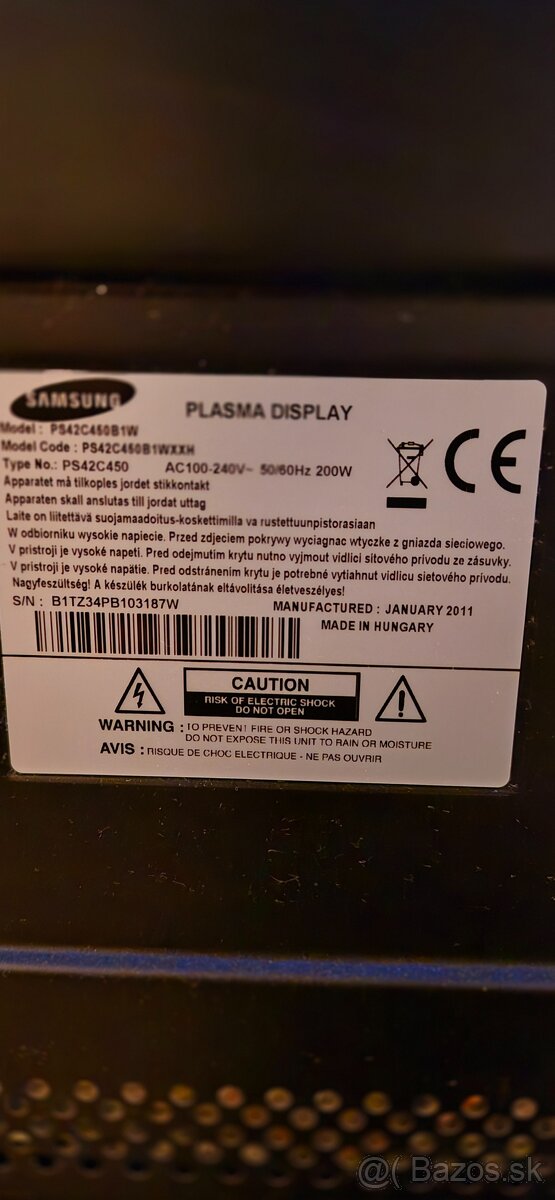 SAMSUNG
PLASMA DISPLAY
Model : PS42C450B1W
Model Code : PS42C450B1WXXH
Type No.: PS42C450 AC100-240V~ 50/60Hz 200W
Apparatet må tilkoples jordet stikkontakt
Apparaten skall anslutas till jordat uttag
Laite on liitettävä suojamaadoitus-koskettimilla va rustettuunpistorasiaan
W odbiorniku wysokie napiecie. Przed zdjeciem pokrywy wyciagnac wtyczke z gniazda sieciowego.
V pristroji je vysoké napeti. Pred odejmutim krytu nutno vyjmout vidlici sitového prívodu ze zásuvky.
V pristroji je vysoké napätie. Pred odstránením krytu je potrebné vytiahnut vidlicu sietového prívodu.
Nagyfeszültség! A készülék burkolatának eltávolítása életveszélyes!
S/N : B1TZ34PB103187W MANUFACTURED : JANUARY 2011
MADE IN HUNGARY
CE
CAUTION
RISK OF ELECTRIC SHOCK
DO NOT OPEN
WARNING : TO PREVENT FIRE OR SHOCK HAZARD
DO NOT EXPOSE THIS UNIT TO RAIN OR MOISTURE
AVIS : RISQUE DE CHOC ELECTRIQUE - NE PAS OUVRIR
@( Bazos.sk